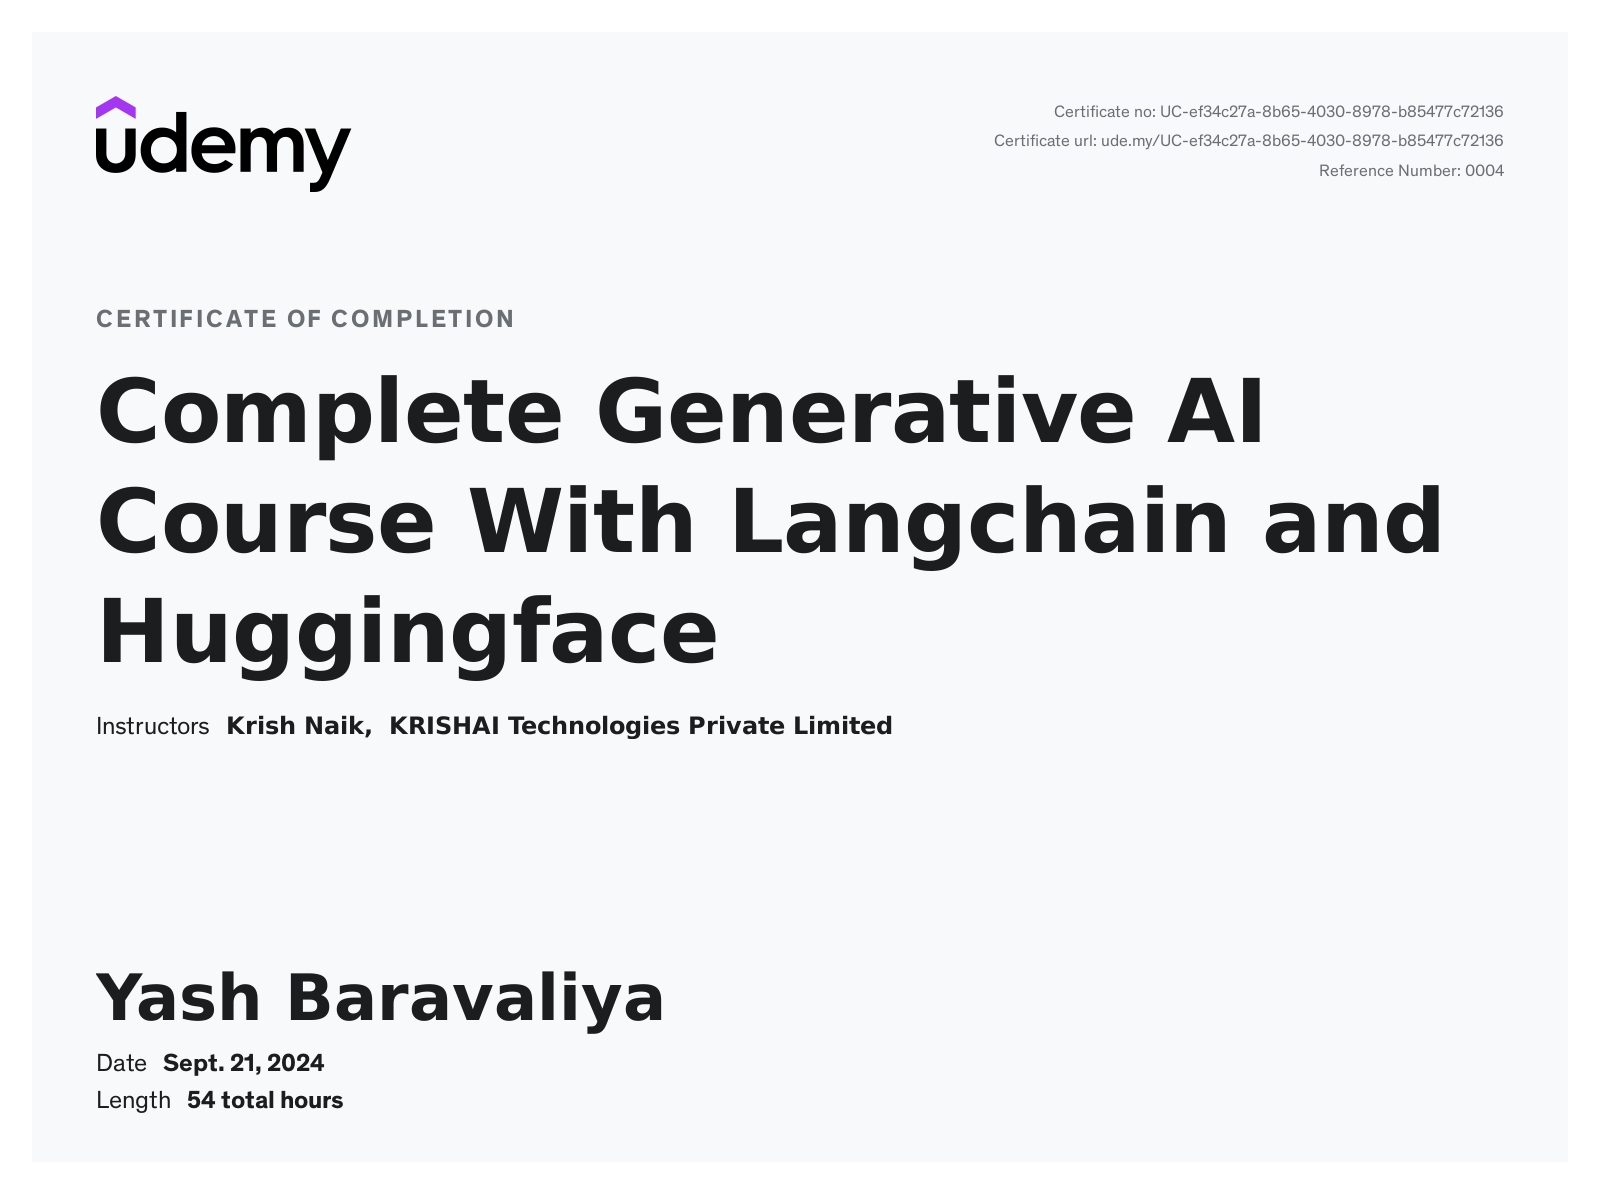 udemy
Certificate no: UC-ef34c27a-8b65-4030-8978-b85477c72136
Certificate url: ude.my/UC-ef34c27a-8b65-4030-8978-b85477c72136
Reference Number: 0004
CERTIFICATE OF COMPLETION
Complete Generative AI
Course With Langchain and
Huggingface
Instructors Krish Naik, KRISHAI Technologies Private Limited
Yash Baravaliya
Date Sept. 21, 2024
Length 54 total hours